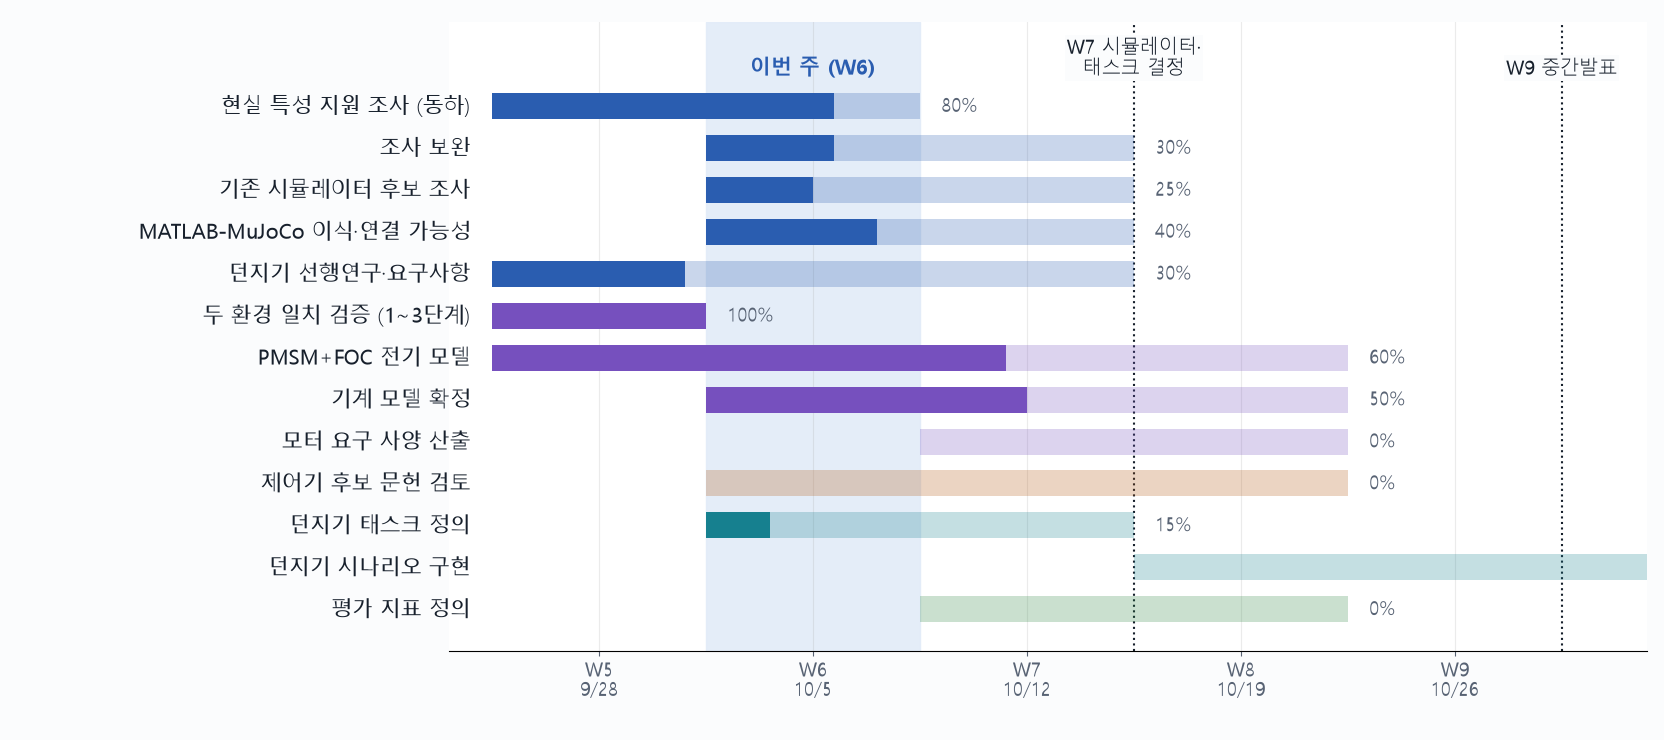 W7 시뮬레이터·
태스크 결정
이번 주 (W6)
W9 중간발표
현실 특성 지원 조사 (동하)
80%
조사 보완
30%
기존 시뮬레이터 후보 조사
25%
MATLAB-MuJoCo 이식·연결 가능성
40%
던지기 선행연구·요구사항
30%
두 환경 일치 검증 (1~3단계)
100%
PMSM+FOC 전기 모델
60%
기계 모델 확정
50%
모터 요구 사양 산출
0%
제어기 후보 문헌 검토
0%
던지기 태스크 정의
15%
던지기 시나리오 구현
평가 지표 정의
0%
W5
9/28
W6
10/5
W7
10/12
W8
10/19
W9
10/26